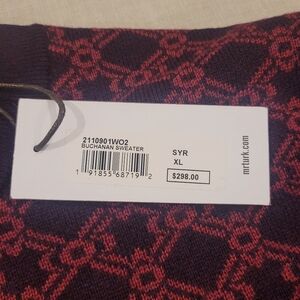 2110901WO2
BUCHANAN SWEATER
1 91855 68719 2
SYR
XL
$298.00
mrturk.com